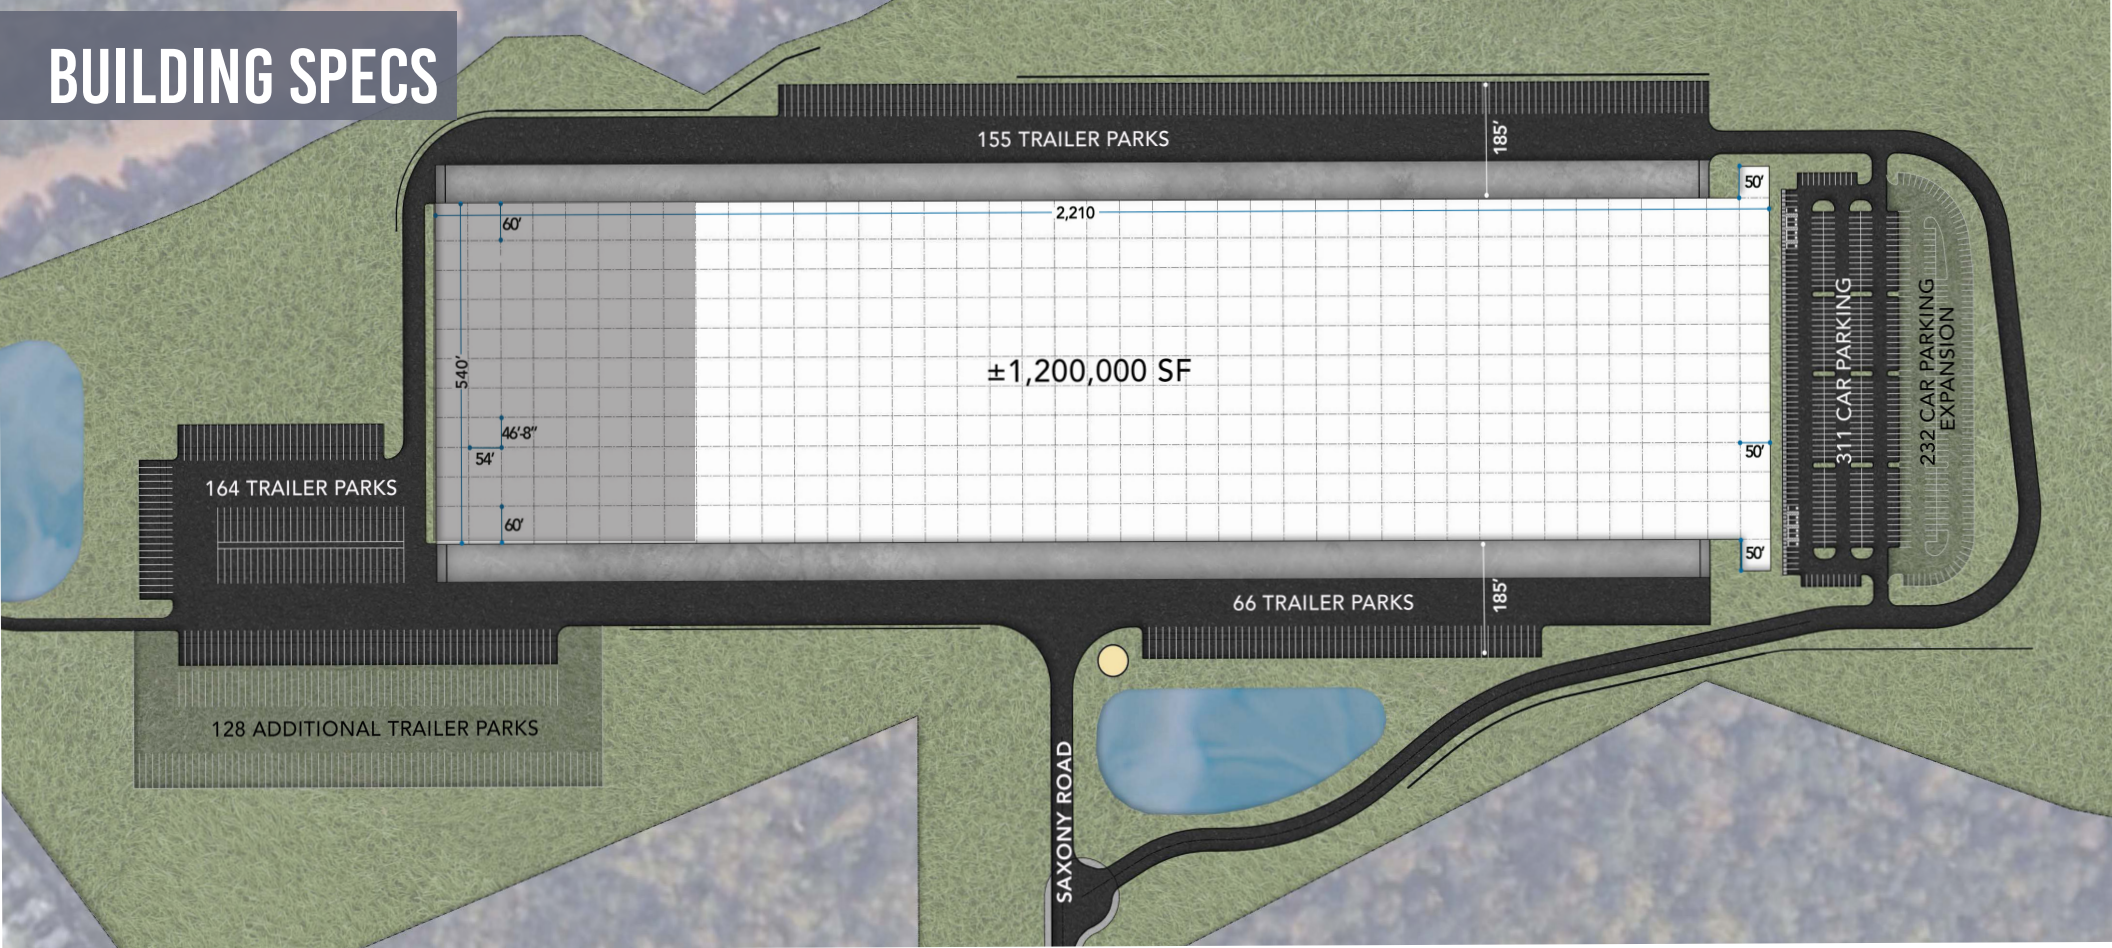 BUILDING SPECS
155 TRAILER PARKS
185'
50'
60'
2,210
540'
±1,200,000 SF
46'-8"
54'
50'
60'
50'
311 CAR PARKING
232 CAR PARKING
EXPANSION
164 TRAILER PARKS
66 TRAILER PARKS
185'
128 ADDITIONAL TRAILER PARKS
SAXONY ROAD